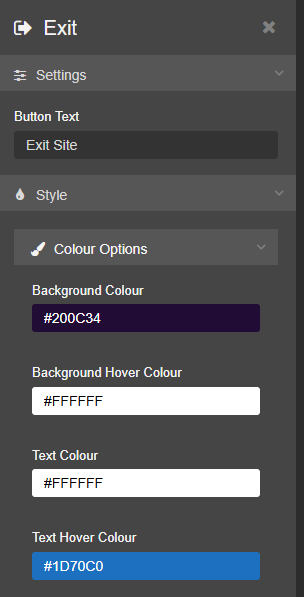 Exit
Settings
Button Text
Exit Site
Style
Colour Options
Background Colour
#200C34
Background Hover Colour
#FFFFFF
Text Colour
#FFFFFF
Text Hover Colour
#1D70C0